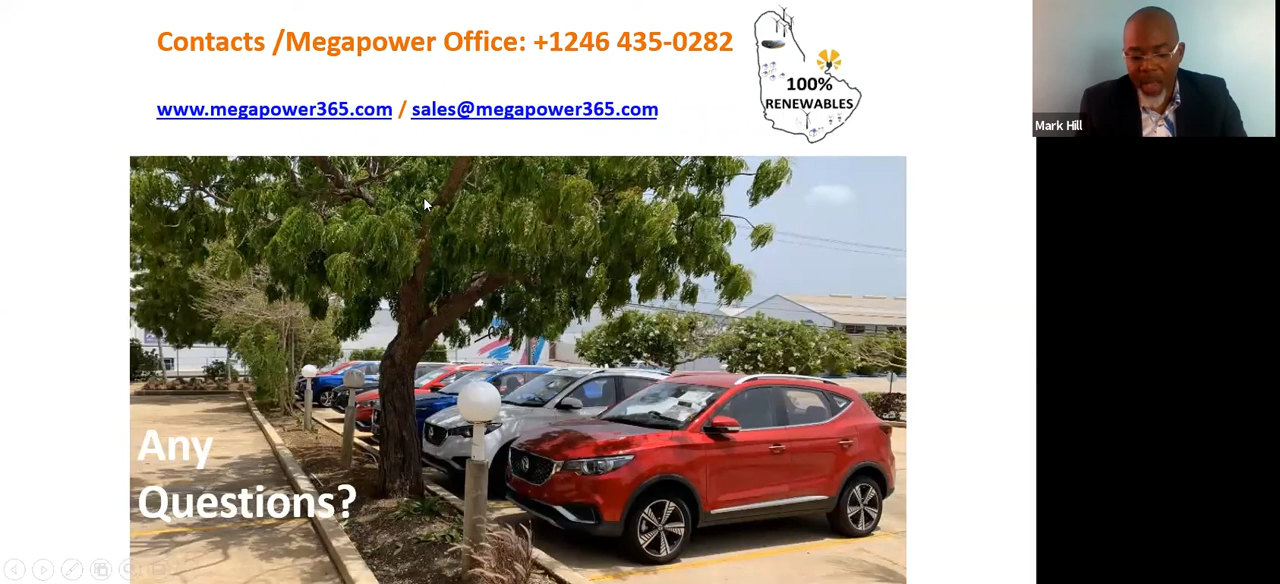 Contacts /Megapower Office: +1246 435-0282
www.megapower365.com / sales@megapower365.com
100%
RENEWABLES
Mark Hill
Any
Questions?